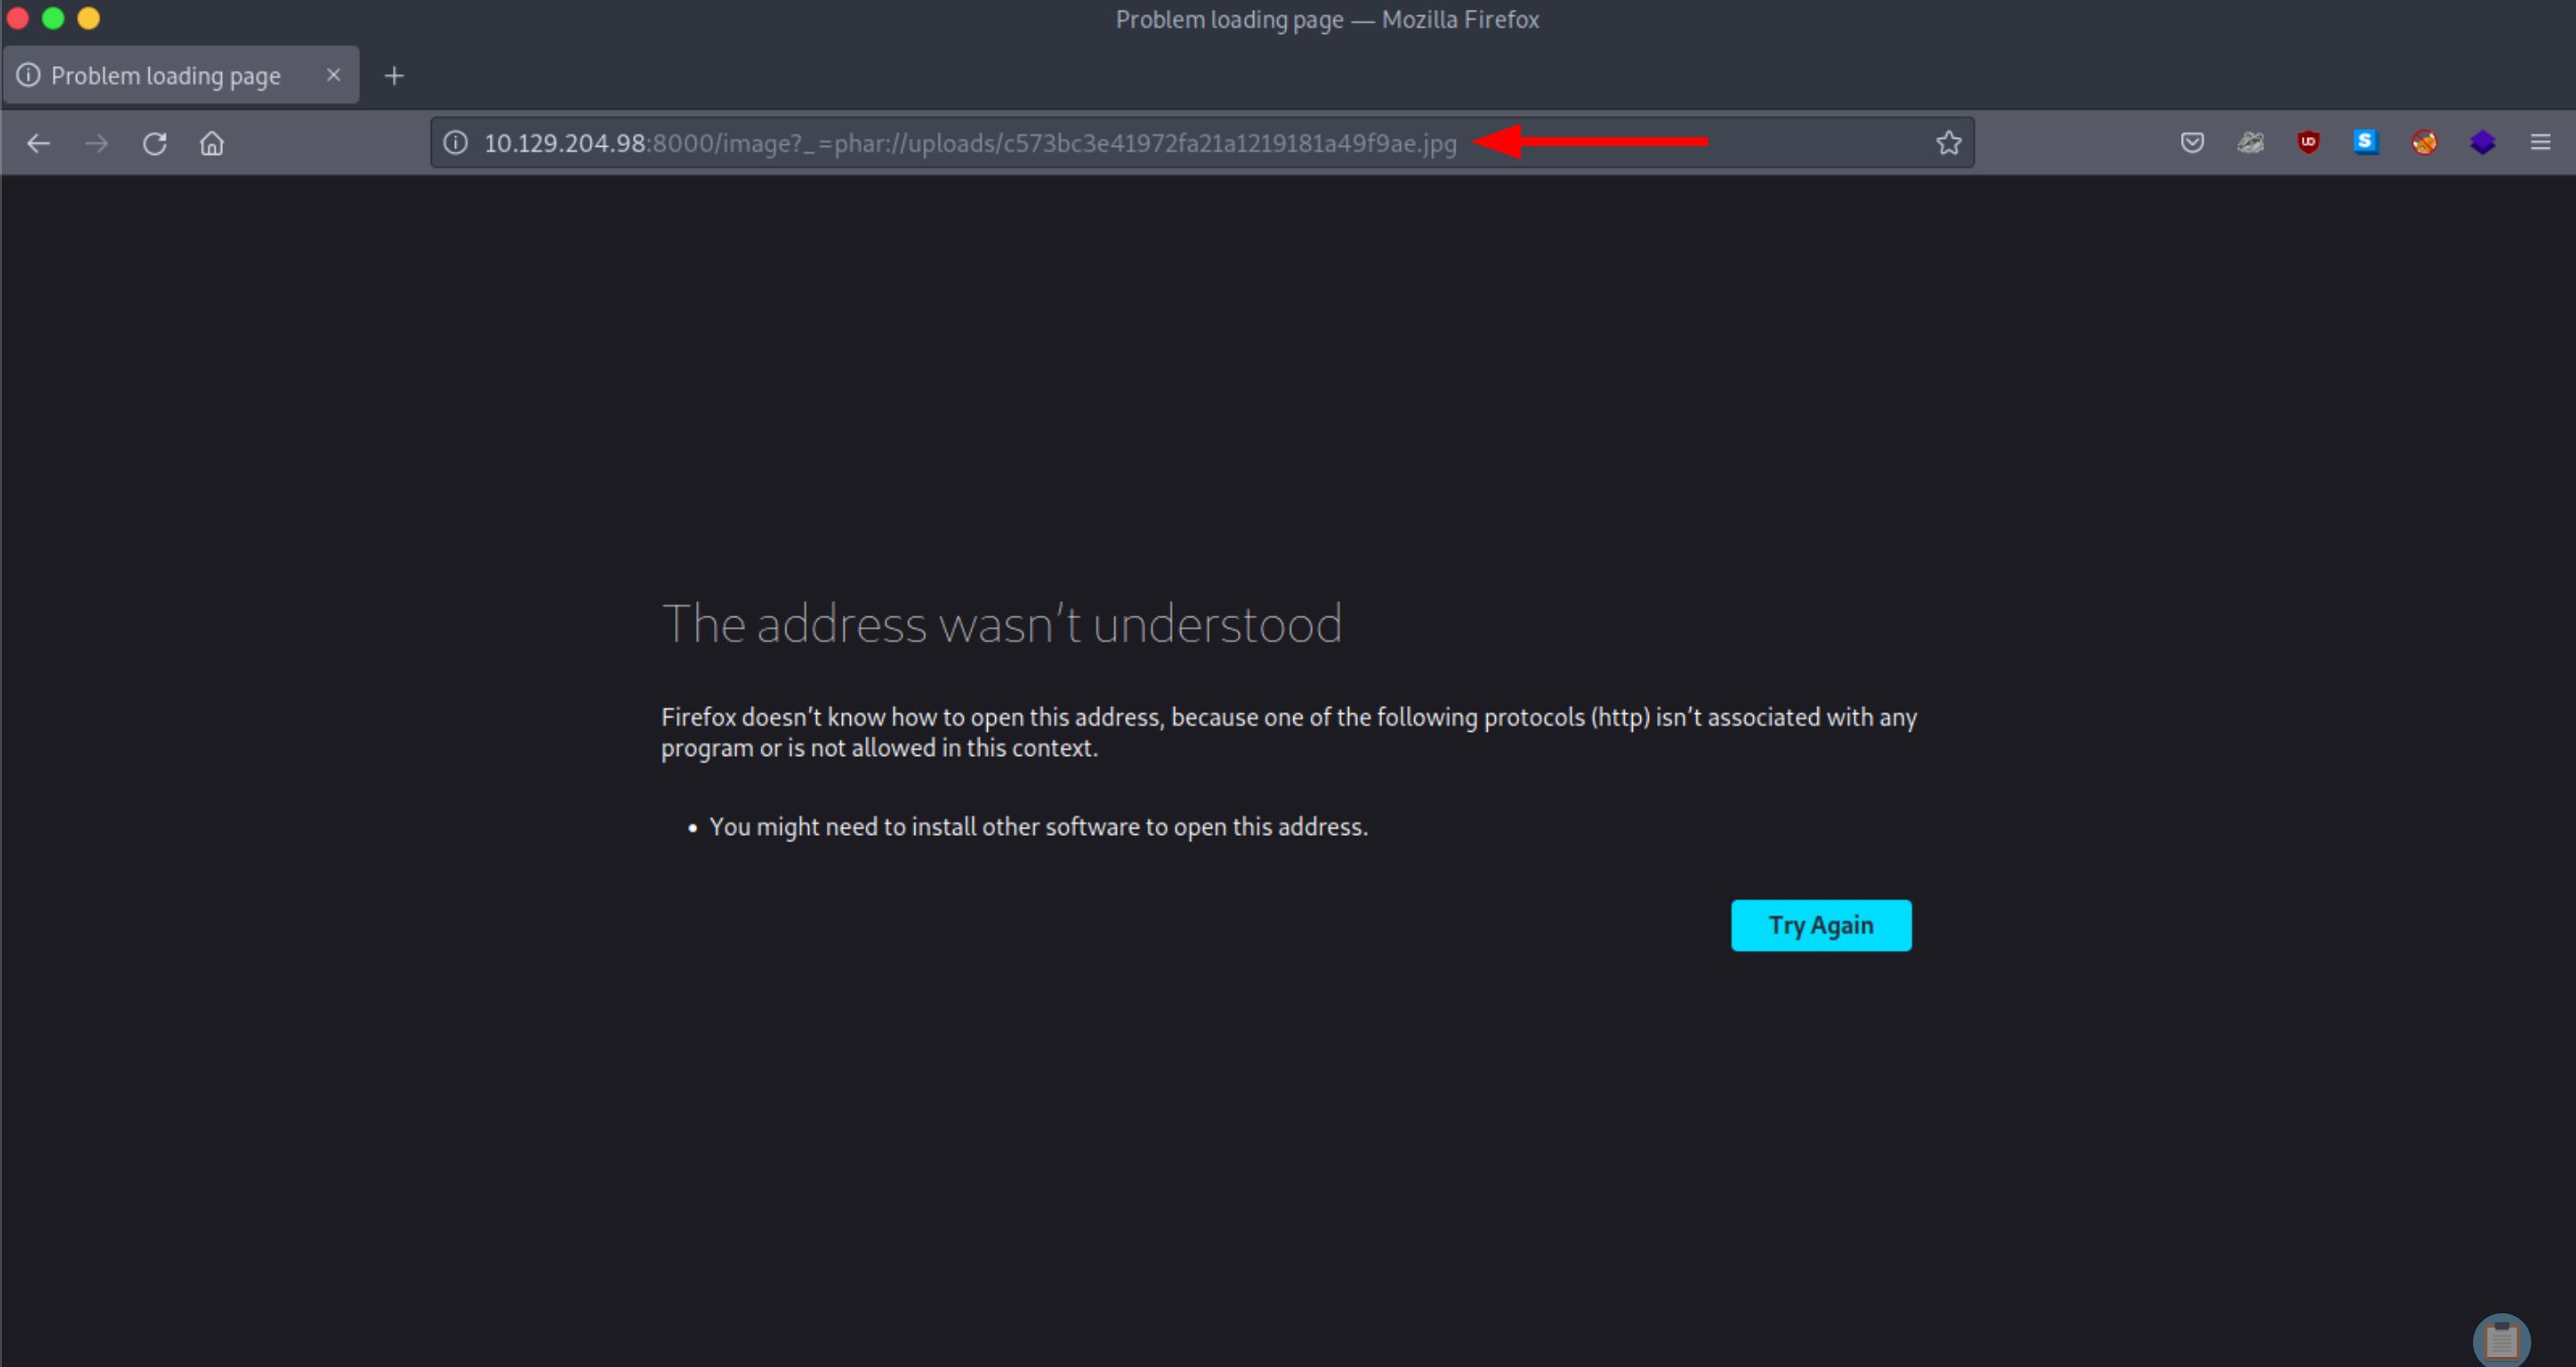 Problem loading page — Mozilla Firefox
Problem loading page
10.129.204.98:8000/image?_=phar://uploads/c573bc3e41972fa21a1219181a49f9ae.jpg
UD
S
The address wasn’t understood
Firefox doesn’t know how to open this address, because one of the following protocols (http) isn’t associated with any
program or is not allowed in this context.
• You might need to install other software to open this address.
Try Again